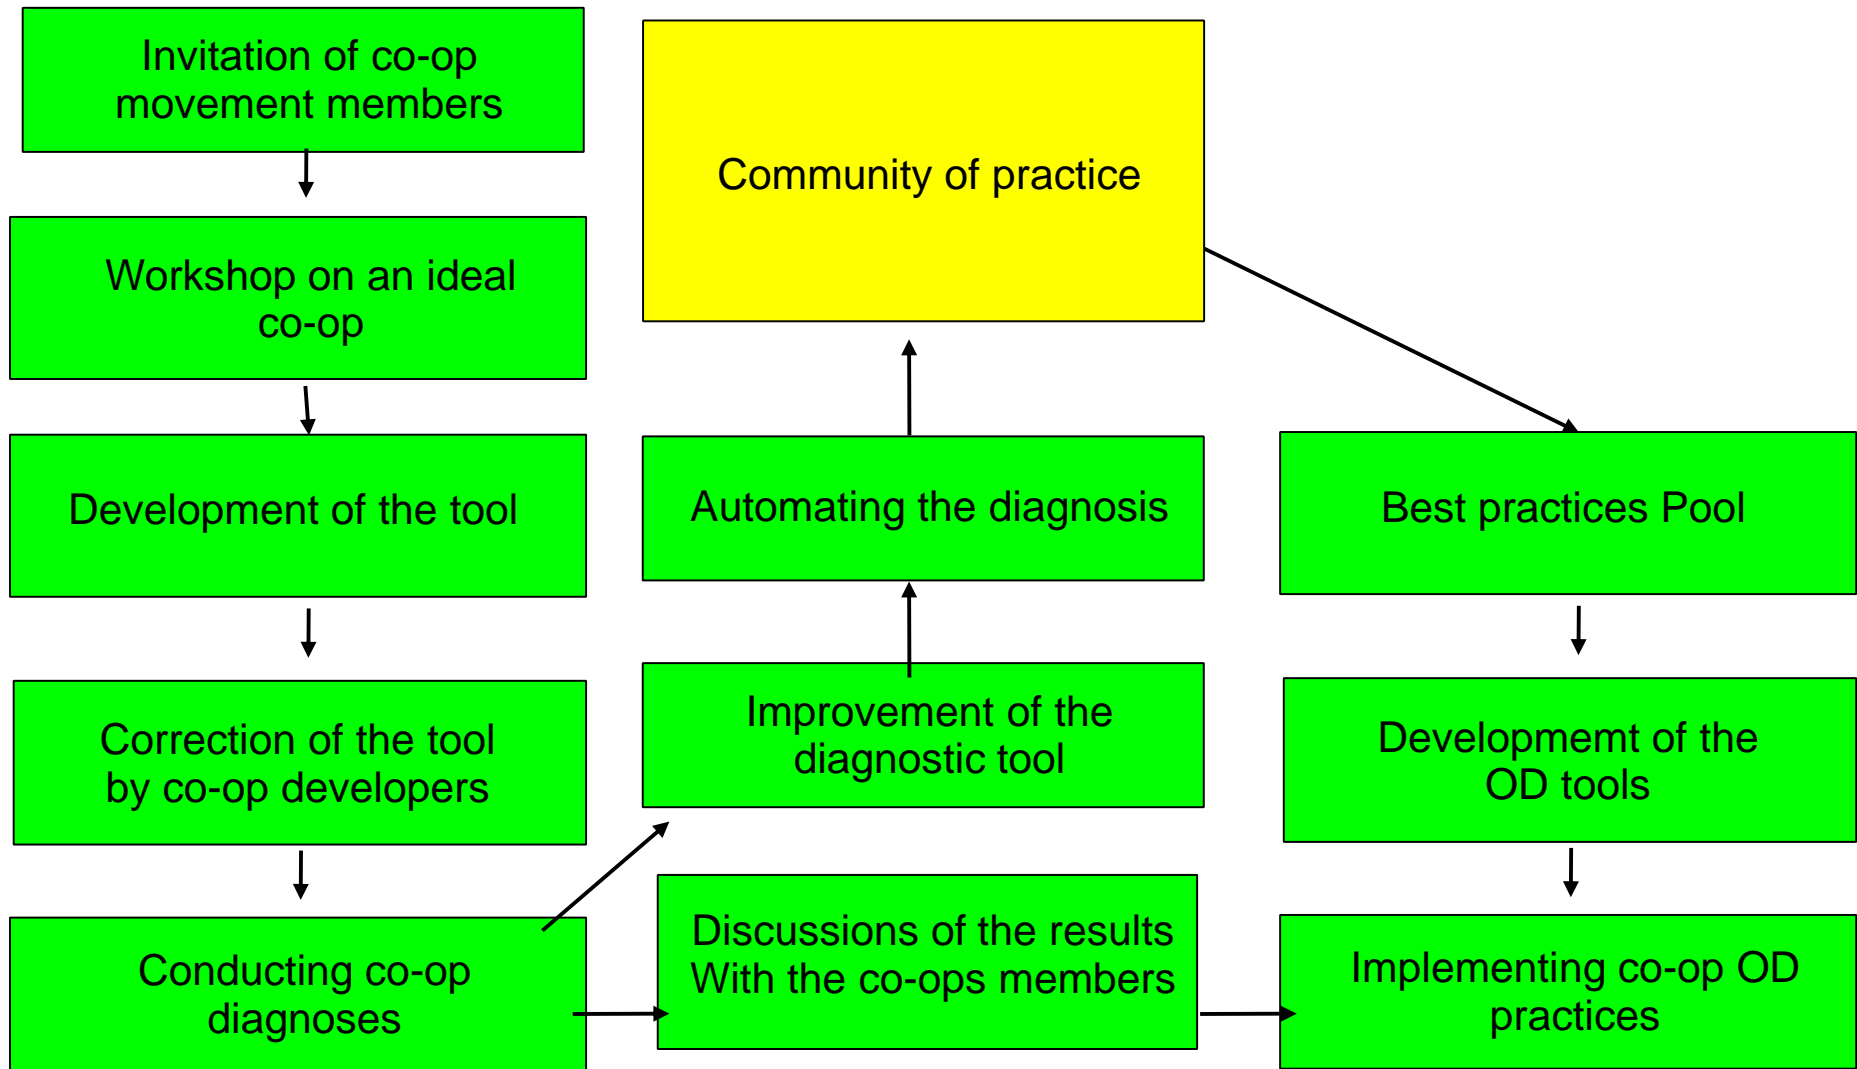 Invitation of co-op
movement members
Workshop on an ideal
co-op
Development of the tool
Correction of the tool
by co-op developers
Conducting co-op
diagnoses
Community of practice
Automating the diagnosis
Improvement of the
diagnostic tool
Discussions of the results
With the co-ops members
Best practices Pool
Developmemt of the
OD tools
Implementing co-op OD
practices